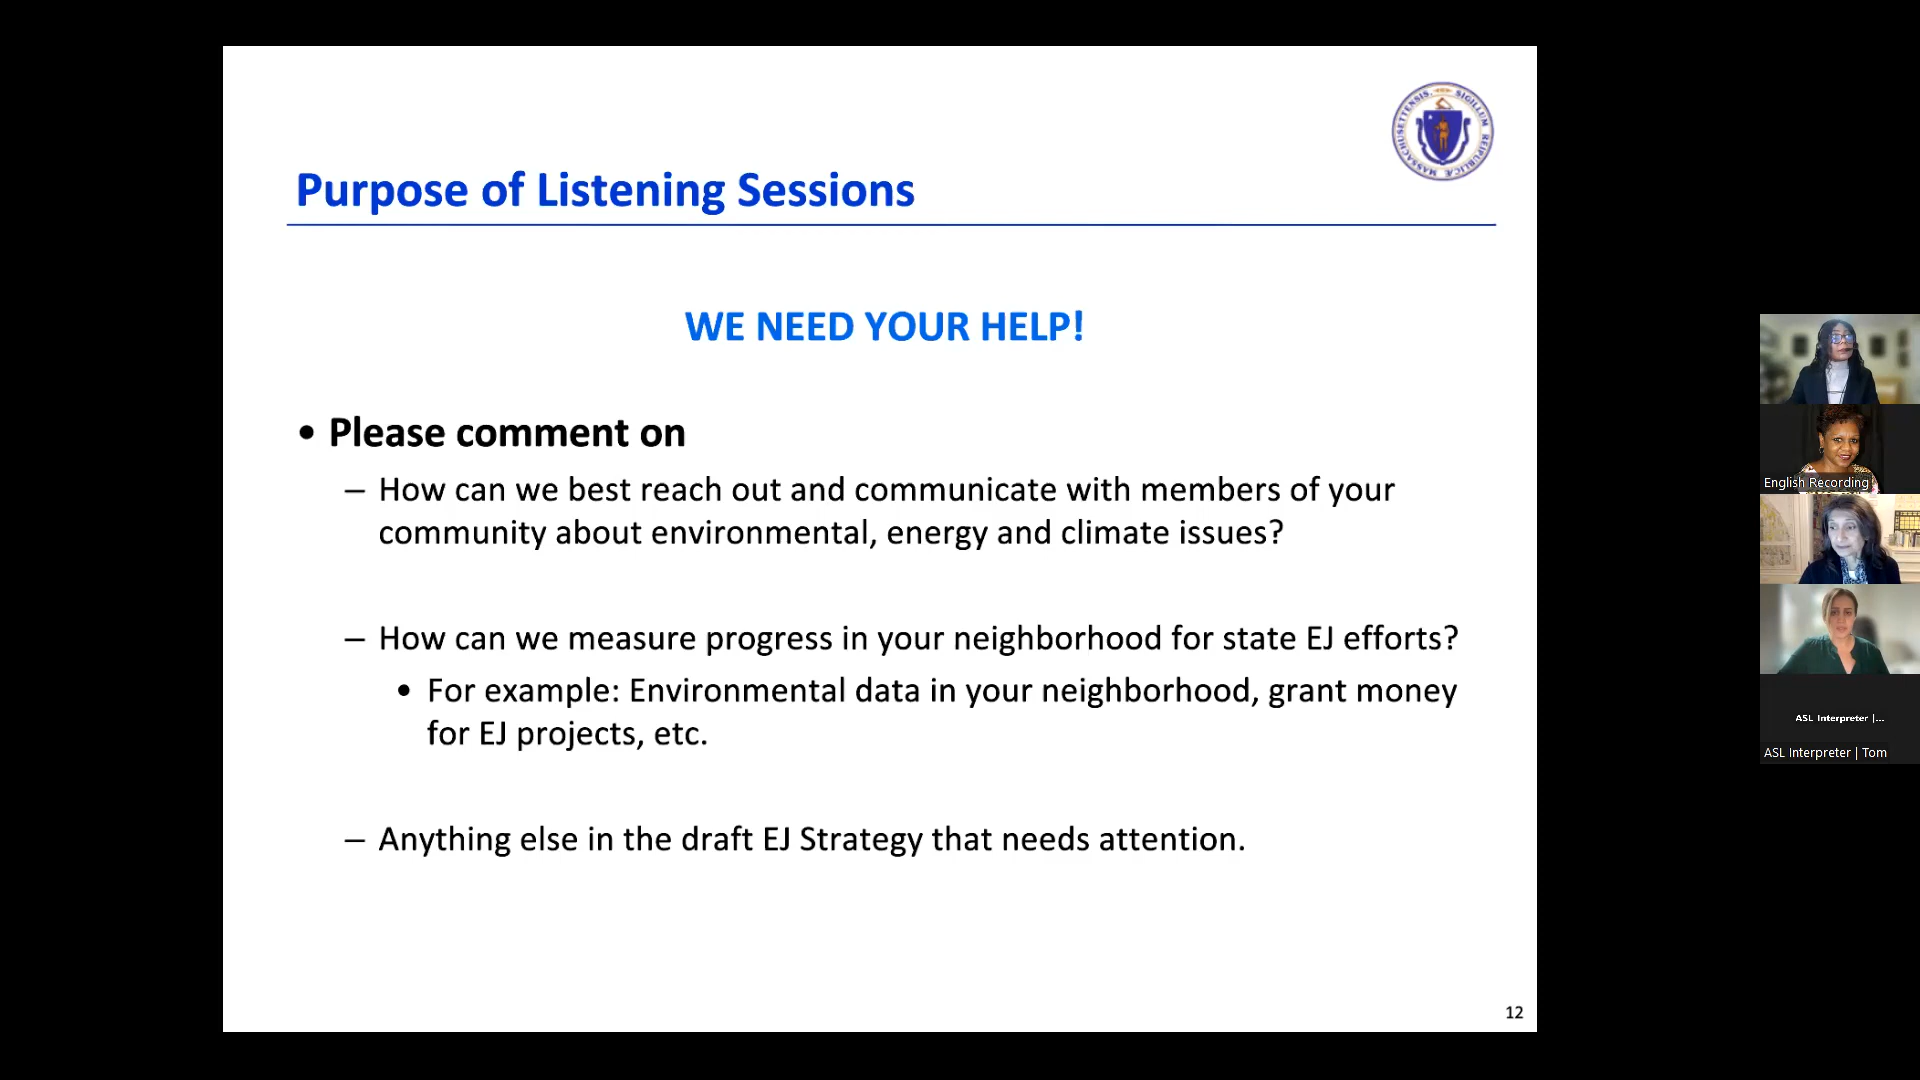 MASSACHUSETTENSIS. SIGILLUM REIPUBLICÆ
Purpose of Listening Sessions
WE NEED YOUR HELP!
• Please comment on
– How can we best reach out and communicate with members of your
community about environmental, energy and climate issues?
– How can we measure progress in your neighborhood for state EJ efforts?
• For example: Environmental data in your neighborhood, grant money
for EJ projects, etc.
– Anything else in the draft EJ Strategy that needs attention.
12
English Recording
ASL Interpreter |...
ASL Interpreter | Tom